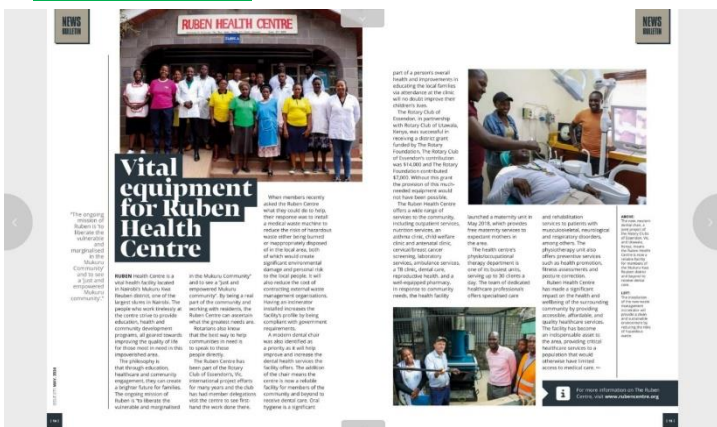 NEWS
BULLETIN
RUBEN HEALTH CENTRE
Vital
equipment
for Ruben
Health
Centre
"The ongoing
mission of
Ruben is 'to
liberate the
vulnerable
and
marginalised
in the
Mukuru
Community'
and to see
a 'just and
empowered
Mukuru
community'."
RUBEN Health Centre is a
vital health facility located
in Nairobi's Mukuru Kwa
Reuben district, one of the
largest slums in Nairobi. The
people who work tirelessly at
the centre strive to provide
education, health and
community development
programs, all geared towards
improving the quality of life
for those most in need in this
impoverished area.
The philosophy is
that through education,
healthcare and community
engagement, they can create
a brighter future for families.
The ongoing mission of
Ruben is "to liberate the
vulnerable and marginalised
in the Mukuru Community"
and to see a "just and
empowered Mukuru
community". By being a real
part of the community and
working with residents, the
Ruben Centre can ascertain
what the greatest needs are.
Rotarians also know
that the best way to help
communities in need is
to speak to these
people directly.
The Ruben Centre has
been part of the Rotary
Club of Essendon's, Vic,
international project efforts
for many years and the club
has had member delegations
visit the centre to see first-
hand the work done there.
When members recently
asked the Ruben Centre
what they could do to help,
their response was to install
a medical waste machine to
reduce the risks of hazardous
waste either being burned
or inappropriately disposed
of in the local area, both
of which would create
significant environmental
damage and personal risk
to the local people. It will
also reduce the cost of
contracting external waste
management organisations.
Having an incinerator
installed increases the
facility's profile by being
compliant with government
requirements.
A modern dental chair
was also identified as
a priority as it will help
improve and increase the
dental health services the
facility offers. The addition
of the chair means the
centre is now a reliable
facility for members of the
community and beyond to
receive dental care. Oral
hygiene is a significant
part of a person's overall
health and improvements in
educating the local families
via attendance at the clinic
will no doubt improve their
children's lives.
The Rotary Club of
Essendon, in partnership
with Rotary Club of Utawala,
Kenya, was successful in
receiving a district grant
funded by The Rotary
Foundation. The Rotary Club
of Essendon's contribution
was $14,000 and The Rotary
Foundation contributed
$7,000. Without this grant
the provision of this much-
needed equipment would
not have been possible.
The Ruben Health Centre
offers a wide range of
services to the community,
including outpatient services,
nutrition services, an
asthma clinic, child welfare
clinic and antenatal clinic,
cervical/breast cancer
screening, laboratory
services, ambulance services,
a TB clinic, dental care,
reproductive health, and a
well-equipped pharmacy.
In response to community
needs, the health facility
launched a maternity unit in
May 2018, which provides
free maternity services to
expectant mothers in
the area.
The health centre's
physio/occupational
therapy department is
one of its busiest units,
serving up to 30 clients a
day. The team of dedicated
healthcare professionals
offers specialised care
and rehabilitation
services to patients with
musculoskeletal, neurological
and respiratory disorders,
among others. The
physiotherapy unit also
offers preventive services
such as health promotion,
fitness assessments and
posture correction.
Ruben Health Centre
has made a significant
impact on the health and
wellbeing of the surrounding
community by providing
accessible, affordable, and
quality healthcare services.
The facility has become
an indispensable asset to
the area, providing critical
healthcare services to a
population that would
otherwise have limited
access to medical care.
ABOVE:
LEFT:
For more information on The Ruben
Centre, visit www.rubencentre.org
NEWS
BULLETIN